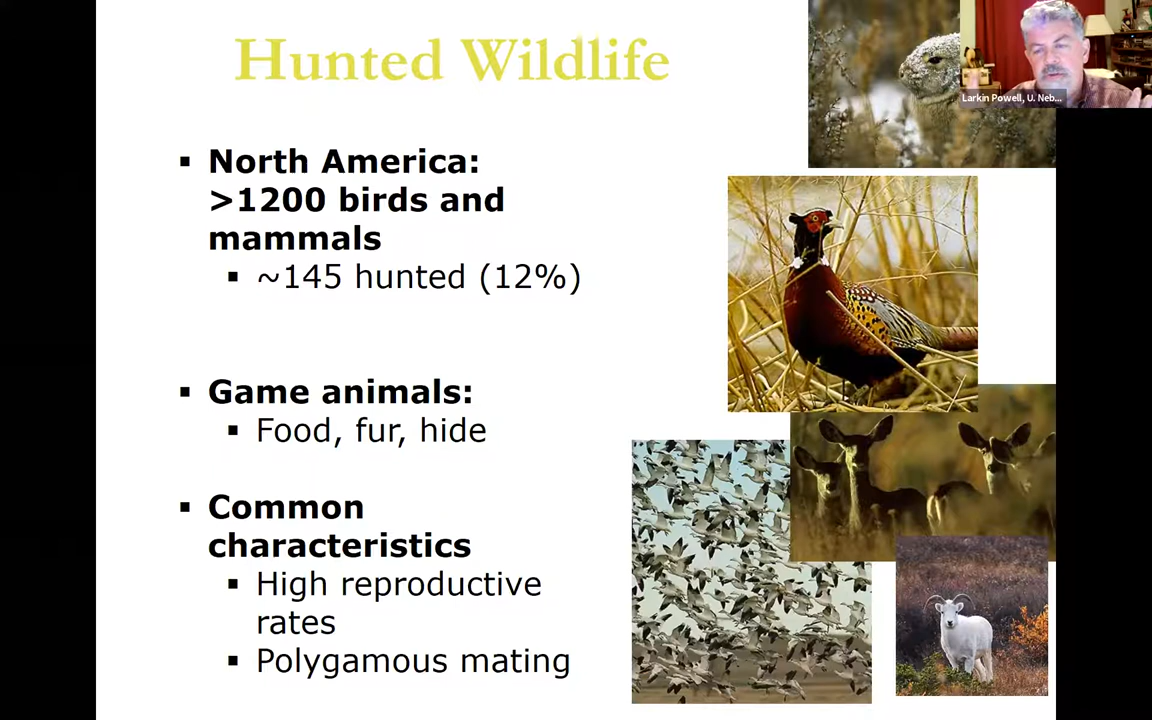 Hunted Wildlife
Larkin Powell, U. Neb...
▪ North America:
>1200 birds and
mammals
▪ ~145 hunted (12%)
▪ Game animals:
▪ Food, fur, hide
▪ Common
characteristics
▪ High reproductive
rates
▪ Polygamous mating